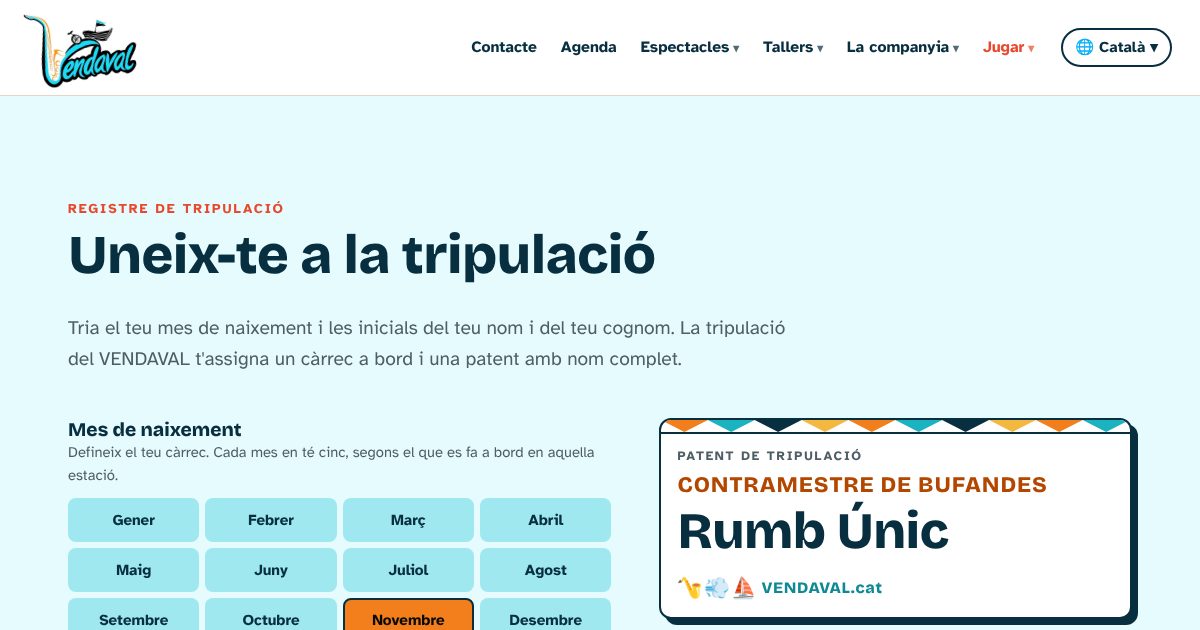 Vendaval
Contacte
Agenda
Espectacles ▾
Tallers ▾
La companyia ▾
Jugar ▾
🌐 Català ▾
REGISTRE DE TRIPULACIÓ
Uneix-te a la tripulació
Tria el teu mes de naixement i les inicials del teu nom i del teu cognom. La tripulació
del VENDAVAL t'assigna un càrrec a bord i una patent amb nom complet.
Mes de naixement
Defineix el teu càrrec. Cada mes en té cinc, segons el que es fa a bord en aquella
estació.
Gener
Febrer
Març
Abril
Maig
Juny
Juliol
Agost
Setembre
Octubre
Novembre
Desembre
PATENT DE TRIPULACIÓ
CONTRAMESTRE DE BUFANDES
Rumb Únic
🎷💨⛵ VENDAVAL.cat